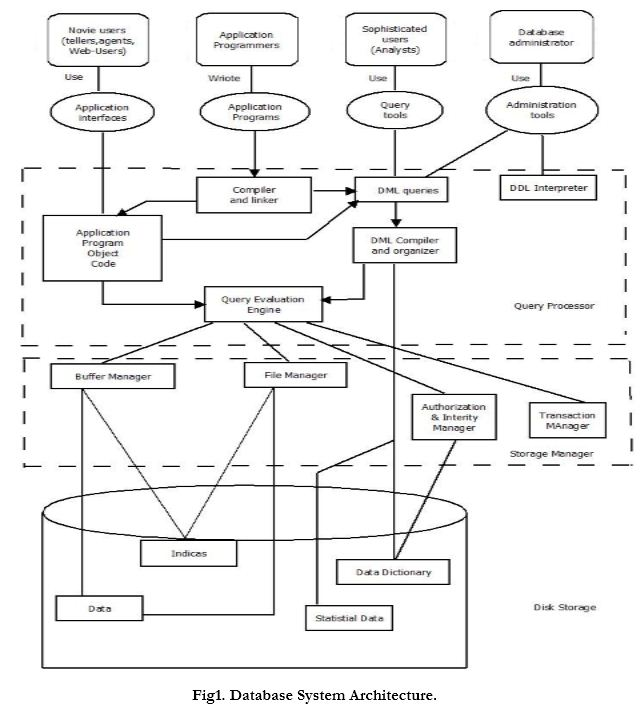 Novie users
(tellers,agents,
Web-Users)
Application
Programmers
Sophisticated
users
(Analysts)
Database
administrator
Use
Wriote
Use
Use
Application
interfaces
Application
Programs
Query
tools
Administration
tools
Compiler
and linker
DML queries
DDL Interpreter
Application
Program
Object
Code
DML Compiler
and organizer
Query Evaluation
Engine
Query Processor
Buffer Manager
File Manager
Authorization
& Interity
Manager
Transaction
MAnager
Storage Manager
Indicas
Data Dictionary
Data
Statistial Data
Disk Storage
Fig1. Database System Architecture.